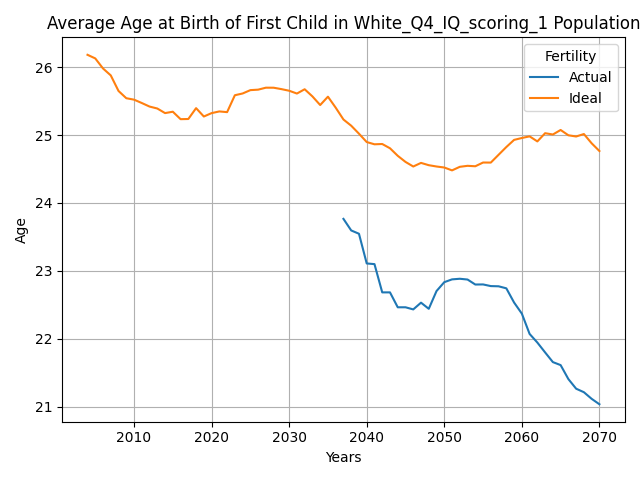 Average Age at Birth of First Child in White_Q4_IQ_scoring_1 Population
Fertility
Actual
Ideal
26
25
24
23
22
21
Age
2010 2020 2030 2040 2050 2060 2070
Years